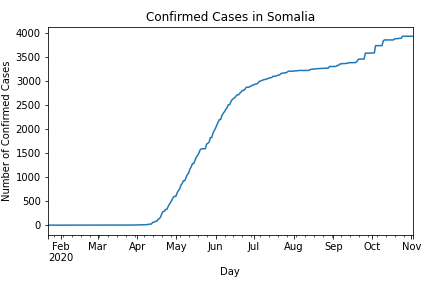 Confirmed Cases in Somalia
Number of Confirmed Cases
4000
3500
3000
2500
2000
1500
1000
500
0
Feb Mar Apr May Jun Jul Aug Sep Oct Nov
2020
Day